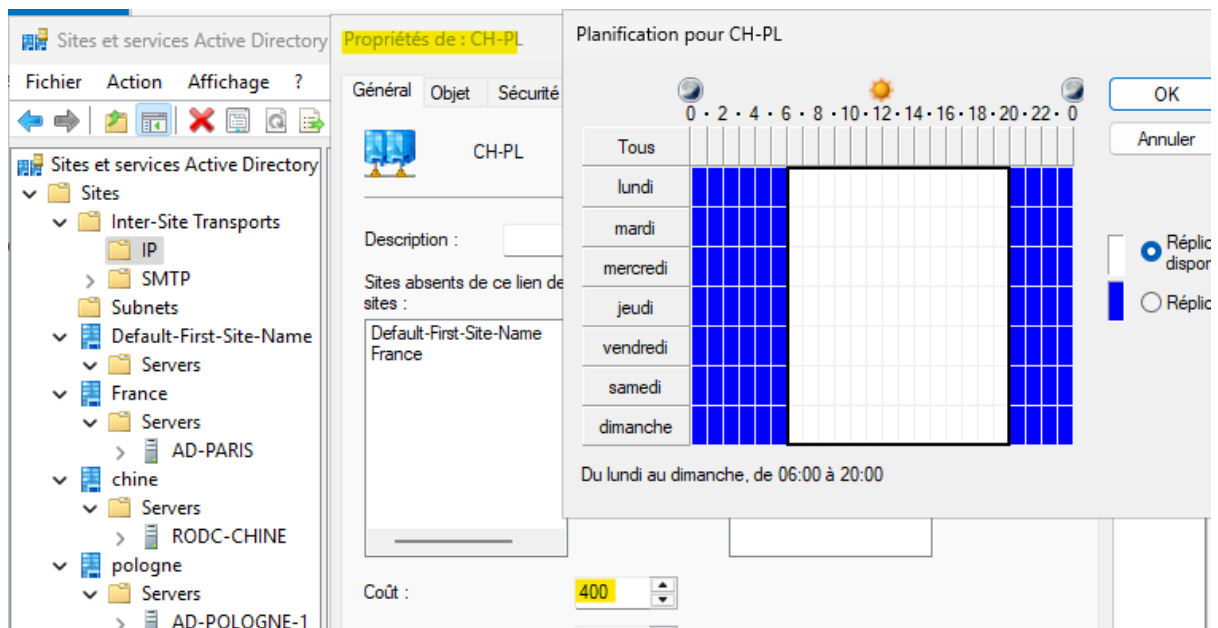 Sites et services Active Directory
Fichier Action Affichage ?
Sites et services Active Directory
Sites
Inter-Site Transports
IP
SMTP
Subnets
Default-First-Site-Name
Servers
France
Servers
AD-PARIS
chine
Servers
RODC-CHINE
pologne
Servers
AD-POLOGNE-1
Propriétés de : CH-PL
Général Objet Sécurité
CH-PL
Description :
Sites absents de ce lien de
sites :
Default-First-Site-Name
France
Coût :
400
Planification pour CH-PL
0 · 2 · 4 · 6 · 8 · 10 · 12 · 14 · 16 · 18 · 20 · 22 · 0
Tous
lundi
mardi
mercredi
jeudi
vendredi
samedi
dimanche
Du lundi au dimanche, de 06:00 à 20:00
OK
Annuler
Réplic
dispor
Réplic